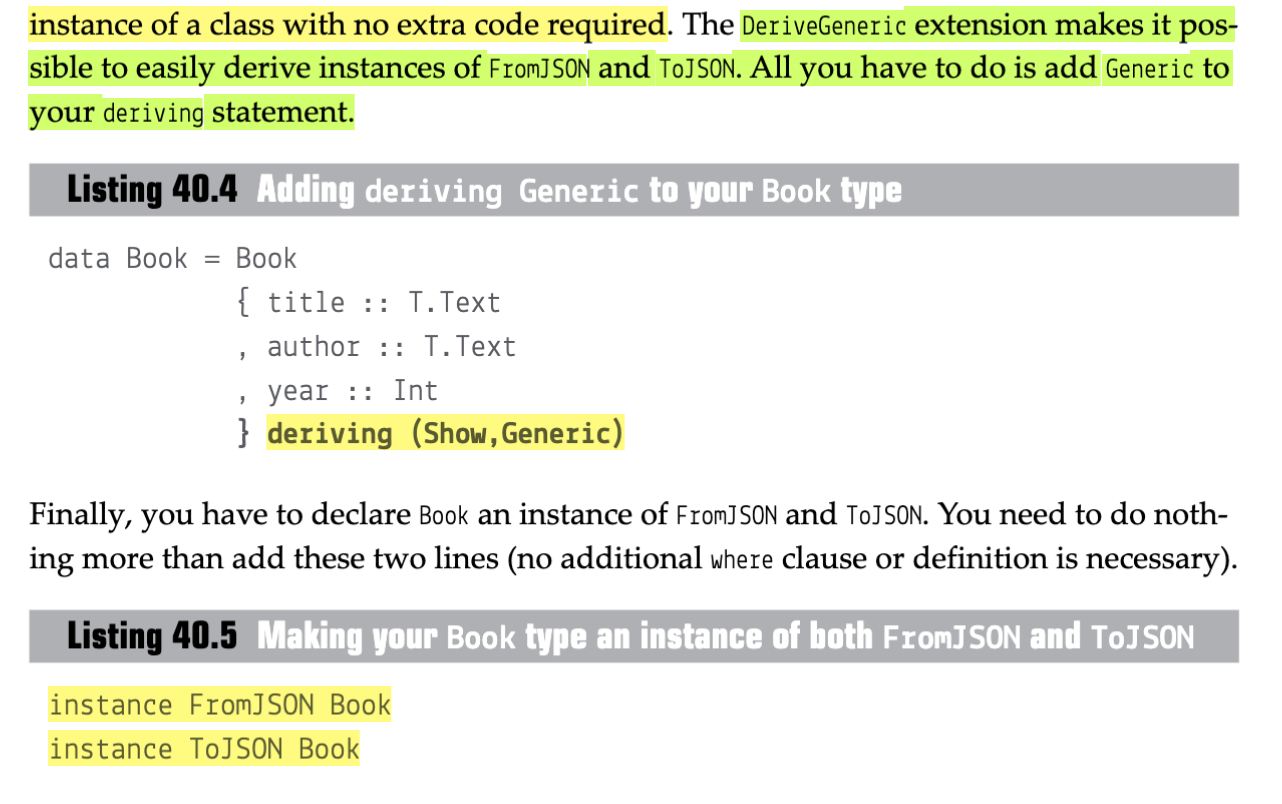 instance of a class with no extra code required. The DeriveGeneric extension makes it pos-
sible to easily derive instances of FromJSON and ToJSON. All you have to do is add Generic to
your deriving statement.
Listing 40.4 Adding deriving Generic to your Book type
data Book = Book
{ title :: T.Text
, author :: T.Text
, year :: Int
} deriving (Show,Generic)
Finally, you have to declare Book an instance of FromJSON and ToJSON. You need to do noth-
ing more than add these two lines (no additional where clause or definition is necessary).
Listing 40.5 Making your Book type an instance of both FromJSON and ToJSON
instance FromJSON Book
instance ToJSON Book